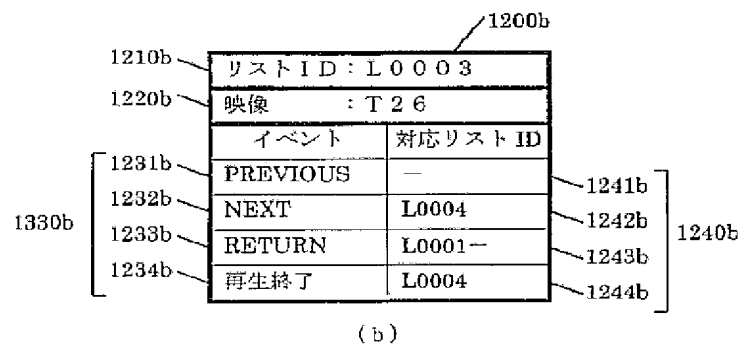 1200b
1210b リストID：L0003
1220b 映像 ：T26
イベント 対応リストID
1231b PREVIOUS － 1241b
1232b NEXT L0004 1242b
1330b 1233b RETURN L0001－ 1243b 1240b
1234b 再生終了 L0004 1244b
(b)